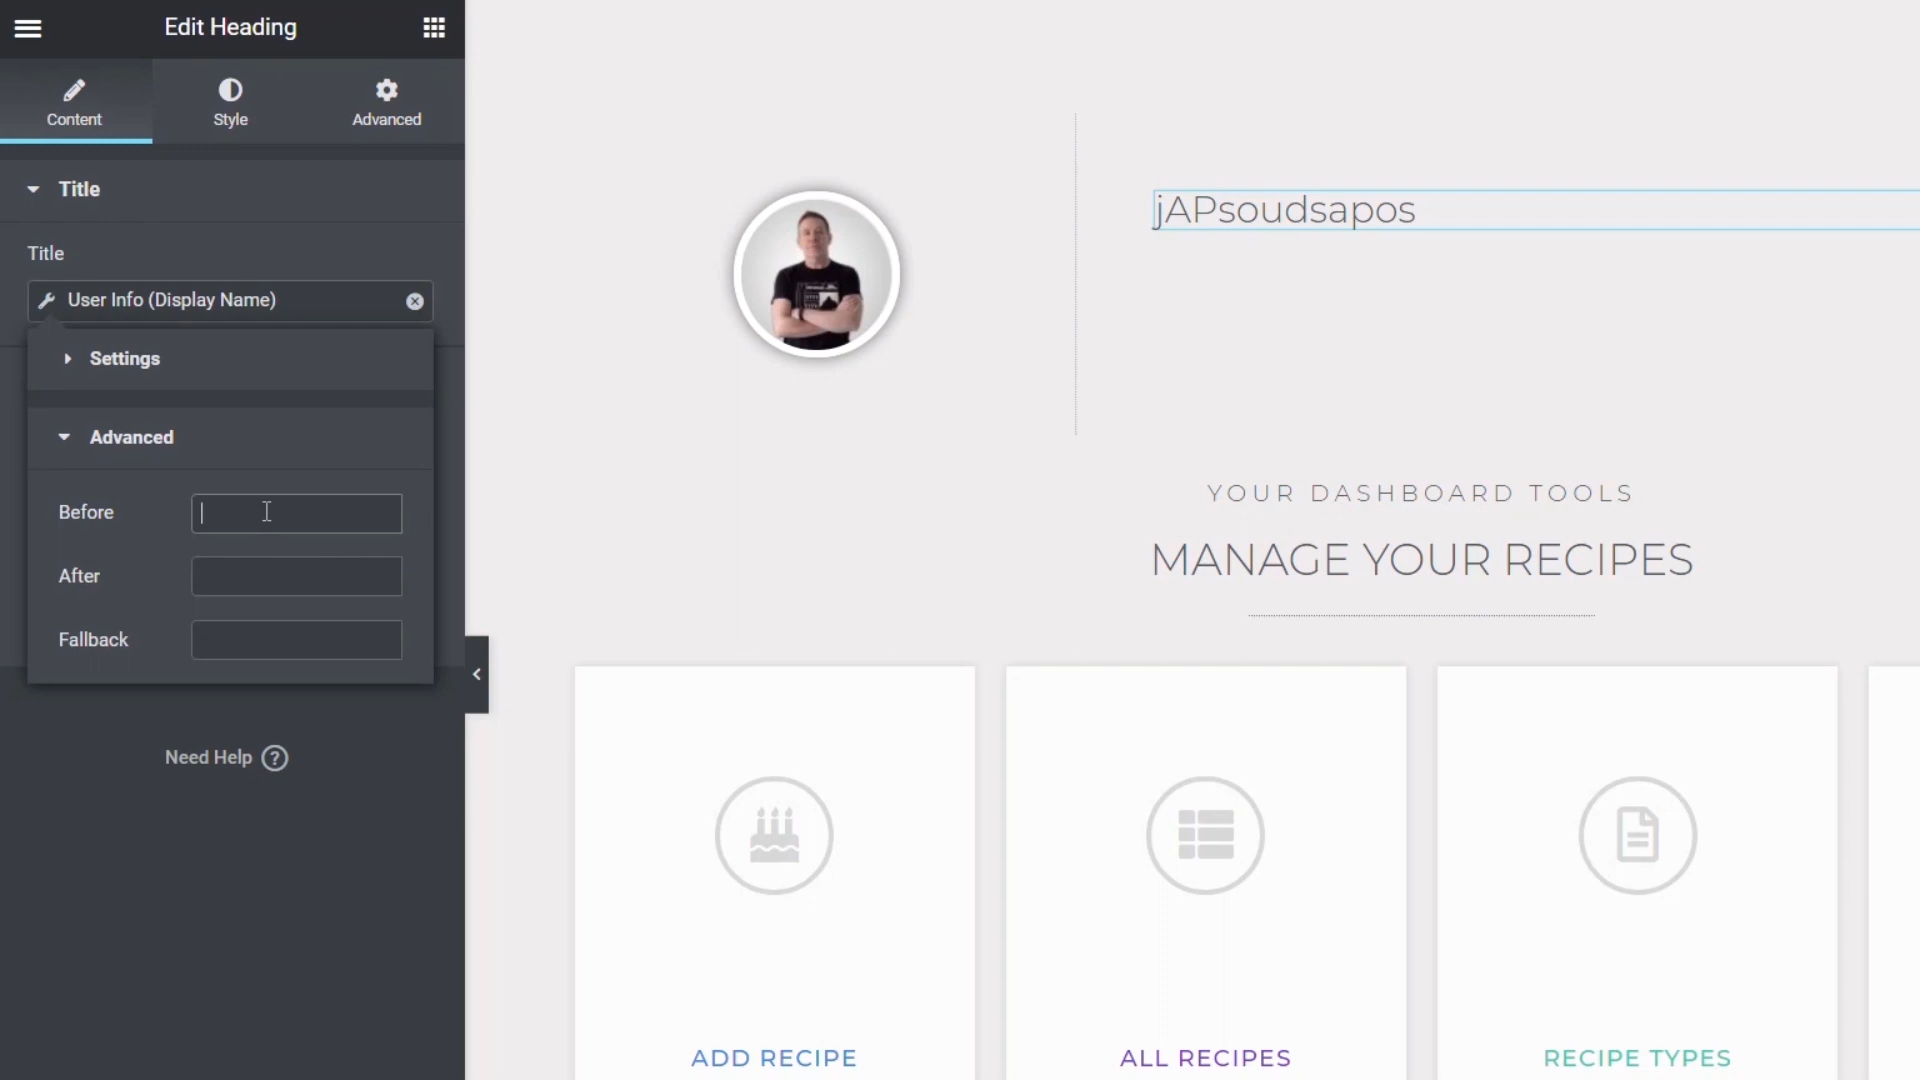 Edit Heading
Content
Style
Advanced
Title
Title
User Info (Display Name)
Settings
Advanced
Before
After
Fallback
Need Help ?
jAPsoudsapos
YOUR DASHBOARD TOOLS
MANAGE YOUR RECIPES
ADD RECIPE
ALL RECIPES
RECIPE TYPES